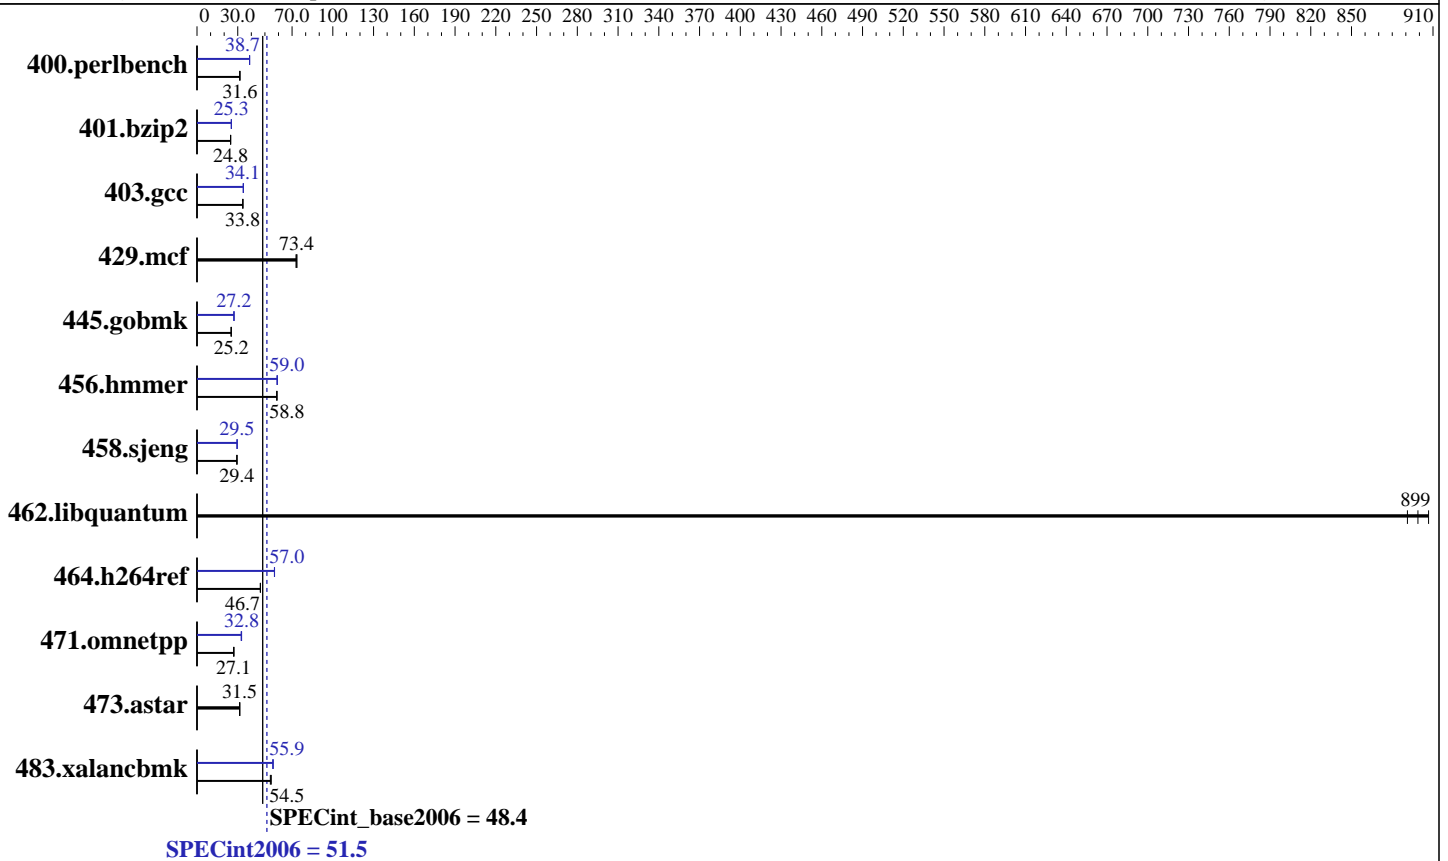 0 30.0 70.0 100 130 160 190 220 250 280 310 340 370 400 430 460 490 520 550 580 610 640 670 700 730 760 790 820 850 910
38.7
400.perlbench
31.6
25.3
401.bzip2
24.8
34.1
403.gcc
33.8
73.4
429.mcf
27.2
445.gobmk
25.2
59.0
456.hmmer
58.8
29.5
458.sjeng
29.4
899
462.libquantum
57.0
464.h264ref
46.7
32.8
471.omnetpp
27.1
31.5
473.astar
55.9
483.xalancbmk
54.5
SPECint_base2006 = 48.4
SPECint2006 = 51.5